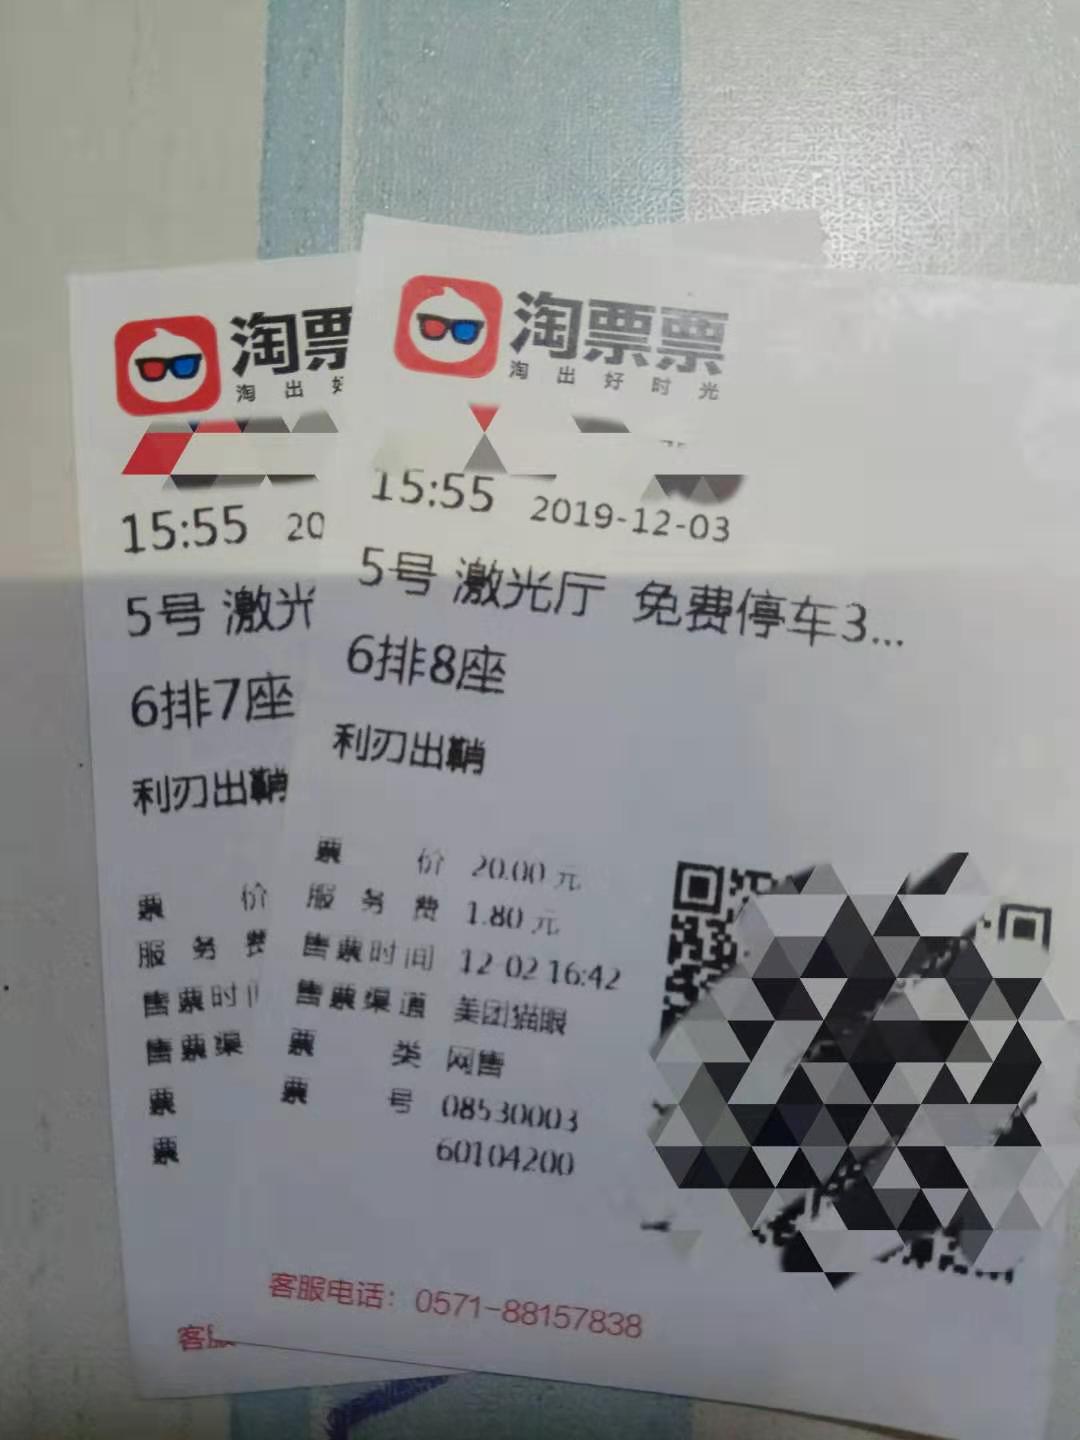 淘票
淘 出
15:55 20
5号 激光
6排7座
利刃出鞘
票 价
服 务 费
售票时
售票渠
票
票
客服
淘票票
淘 出 好 时 光
15:55 2019-12-03
5号 激光厅 免费停车3...
6排8座
利刃出鞘
票 价 20.00 元
服 务 费 1.80 元
售票时间 12-02 16:42
售票渠道 美团猫眼
票 类 网售
票 号 08530003
60104200
客服电话：0571-88157838